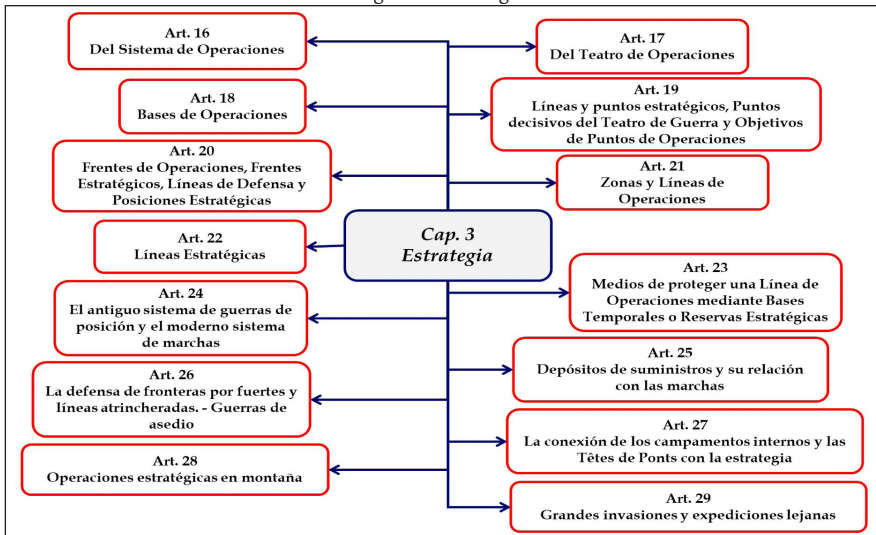 Art. 16
Del Sistema de Operaciones
Art. 17
Del Teatro de Operaciones
Art. 18
Bases de Operaciones
Art. 19
Líneas y puntos estratégicos, Puntos
decisivos del Teatro de Guerra y Objetivos
de Puntos de Operaciones
Art. 20
Frentes de Operaciones, Frentes
Estratégicos, Líneas de Defensa y
Posiciones Estratégicas
Art. 21
Zonas y Líneas de
Operaciones
Cap. 3
Estrategia
Art. 22
Líneas Estratégicas
Art. 23
Medios de proteger una Línea de
Operaciones mediante Bases
Temporales o Reservas Estratégicas
Art. 24
El antiguo sistema de guerras de
posición y el moderno sistema
de marchas
Art. 25
Depósitos de suministros y su relación
con las marchas
Art. 26
La defensa de fronteras por fuertes y
líneas atrincheradas. - Guerras de
asedio
Art. 27
La conexión de los campamentos internos y las
Têtes de Ponts con la estrategia
Art. 28
Operaciones estratégicas en montaña
Art. 29
Grandes invasiones y expediciones lejanas